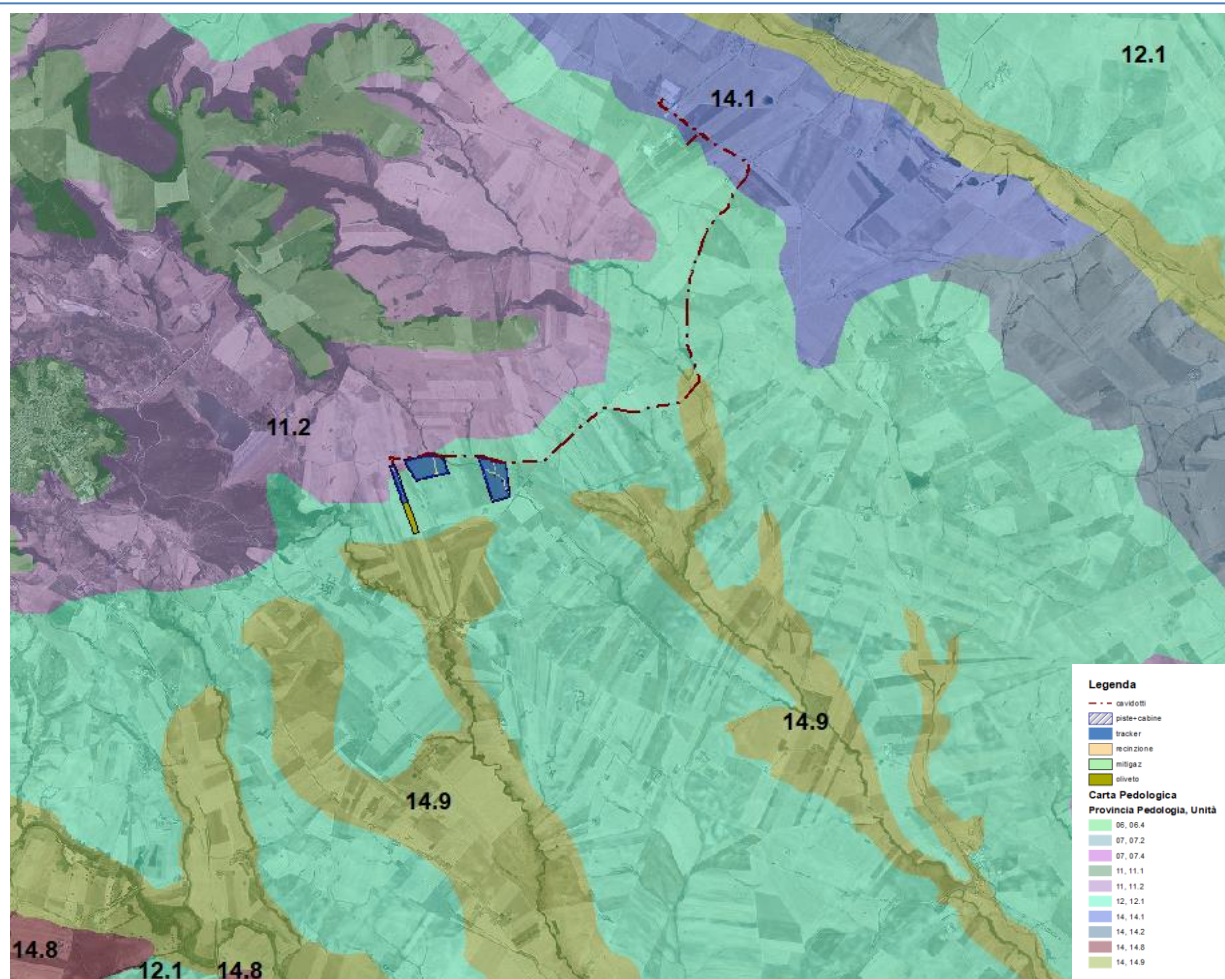 12.1
14.1
11.2
14.9
14.9
14.8
12.1
14.8
Legenda
cavidotti
piste+cabine
tracker
recinzione
mitigaz
oliveto
Carta Pedologica
Provincia Pedologia, Unità
06, 06.4
07, 07.2
07, 07.4
11, 11.1
11, 11.2
12, 12.1
14, 14.1
14, 14.2
14, 14.8
14, 14.9